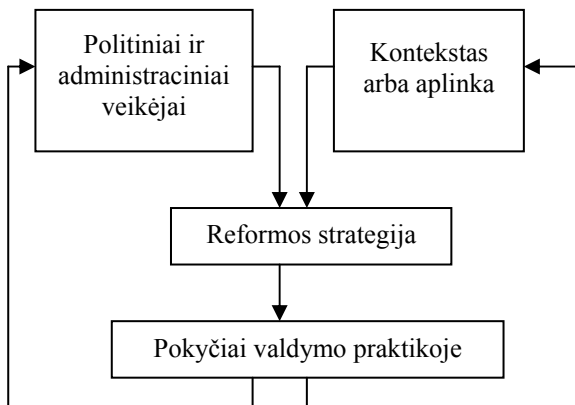 Politiniai ir
administraciniai
veikėjai
Kontekstas
arba aplinka
Reformos strategija
Pokyčiai valdymo praktikoje